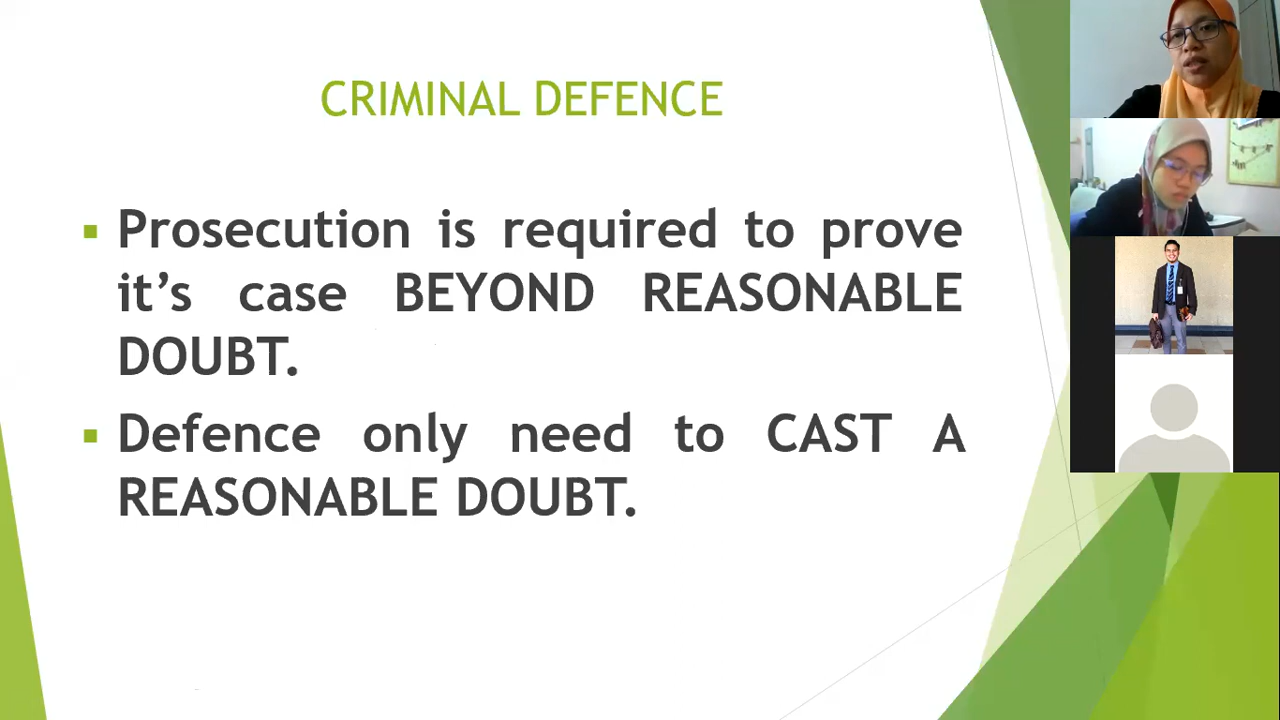 CRIMINAL DEFENCE
Prosecution is required to prove
it’s case BEYOND REASONABLE
DOUBT.
Defence only need to CAST A
REASONABLE DOUBT.